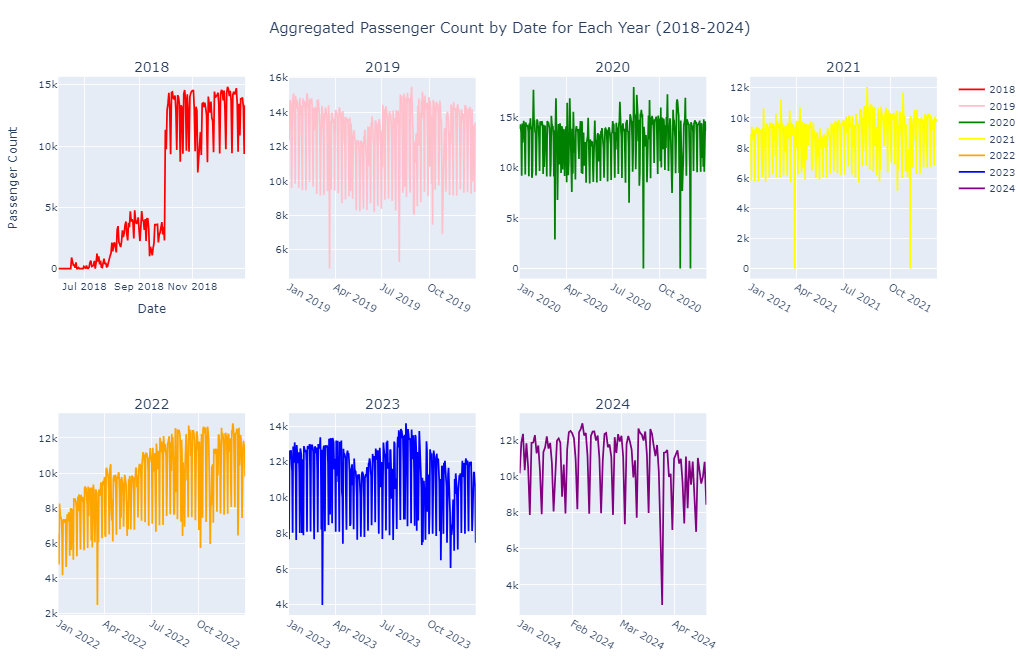 Aggregated Passenger Count by Date for Each Year (2018-2024)
2018
2019
2020
2021
15k
10k
5k
0
Passenger Count
Jul 2018
Sep 2018
Nov 2018
Date
16k
14k
12k
10k
8k
6k
Jan 2019
Apr 2019
Jul 2019
Oct 2019
15k
10k
5k
0
Jan 2020
Apr 2020
Jul 2020
Oct 2020
12k
10k
8k
6k
4k
2k
0
Jan 2021
Apr 2021
Jul 2021
Oct 2021
2018
2019
2020
2021
2022
2023
2024
2022
2023
2024
12k
10k
8k
6k
4k
2k
Jan 2022
Apr 2022
Jul 2022
Oct 2022
14k
12k
10k
8k
6k
4k
Jan 2023
Apr 2023
Jul 2023
Oct 2023
12k
10k
8k
6k
4k
Jan 2024
Feb 2024
Mar 2024
Apr 2024